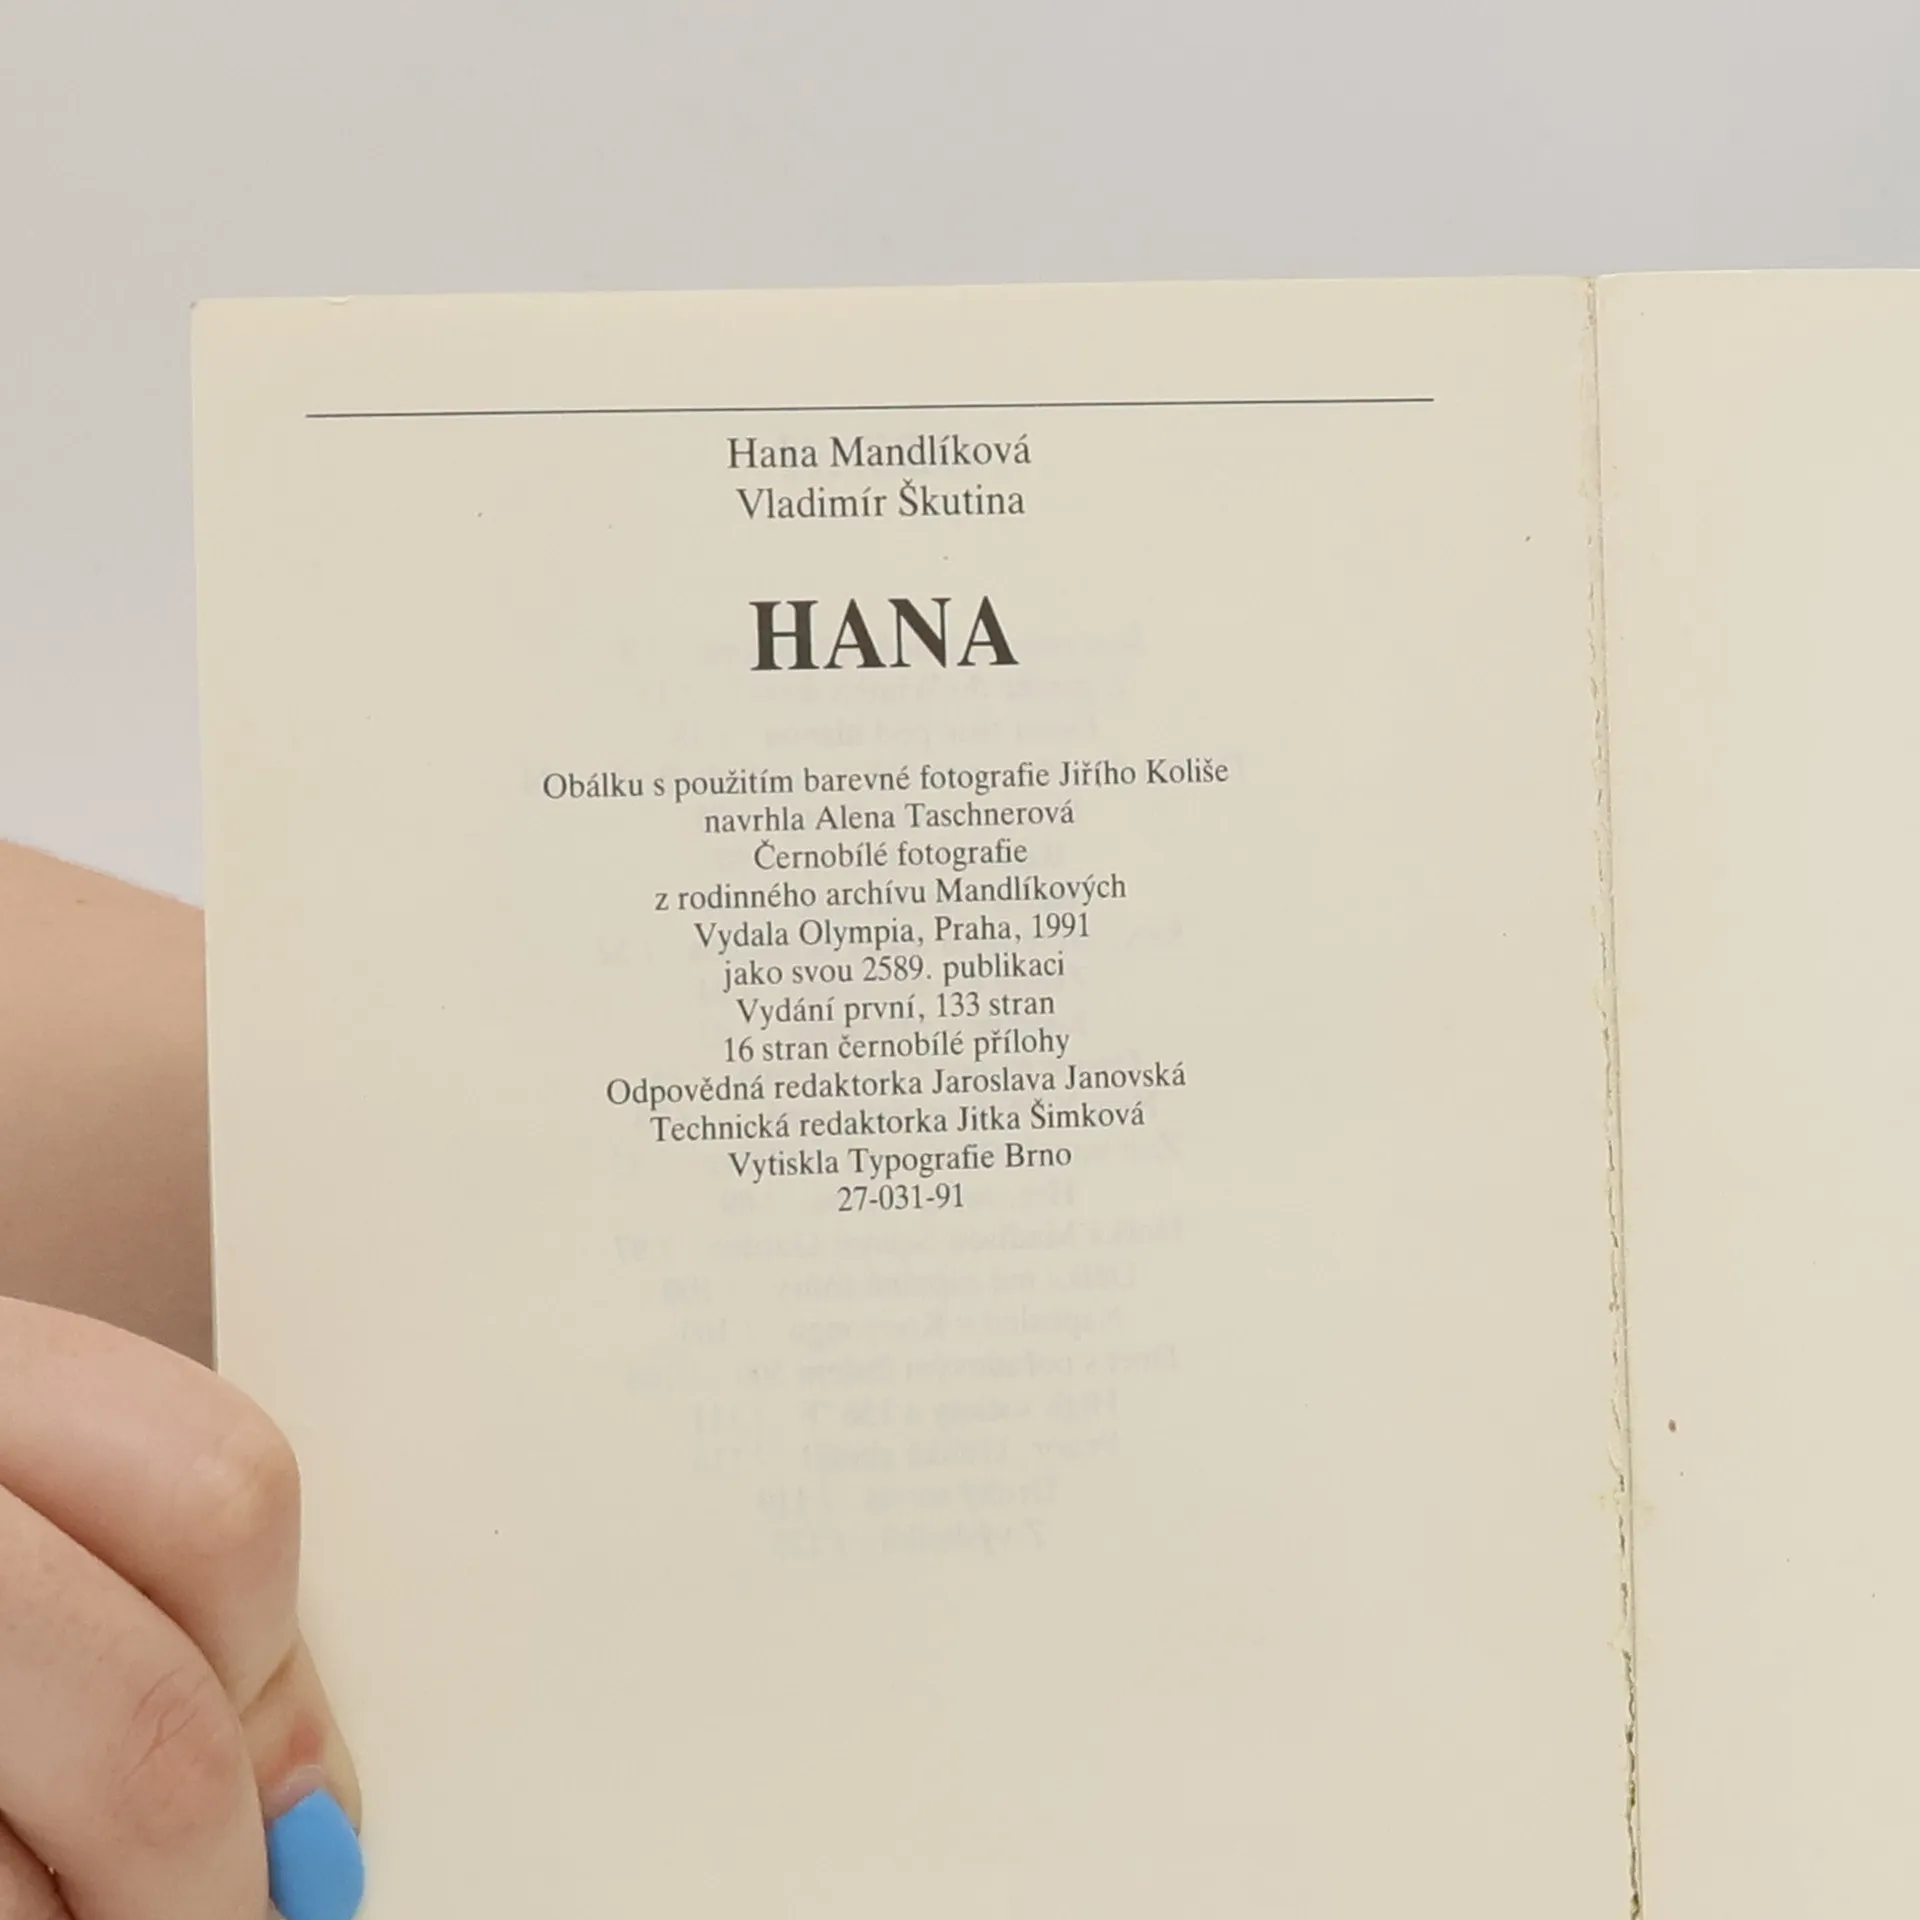 Hana Mandlíková
Vladimír Škutina
HANA
Obálku s použitím barevné fotografie Jiřího Koliše
navrhla Alena Taschnerová
Černobílé fotografie
z rodinného archívu Mandlíkových
Vydala Olympia, Praha, 1991
jako svou 2589. publikaci
Vydání první, 133 stran
16 stran černobílé přílohy
Odpovědná redaktorka Jaroslava Janovská
Technická redaktorka Jitka Šimková
Vytiskla Typografie Brno
27-031-91